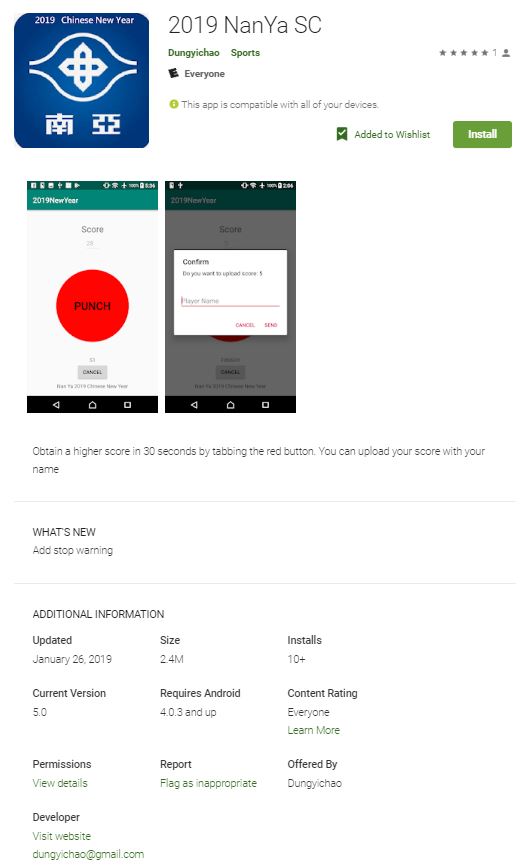 2019 Chinese New Year
南亞
2019 NanYa SC
Dungyichao Sports
1
E Everyone
This app is compatible with all of your devices.
Added to Wishlist Install
100% 5:36
2019NewYear
Score
28
PUNCH
CANCEL
Nan Ya 2019 Chinese New Year
100% 2:06
2019NewYear
Score
Confirm
Do you want to upload score: 5
Player Name
CANCEL SEND
CANCEL
Nan Ya 2019 Chinese New Year
Obtain a higher score in 30 seconds by tabbing the red button. You can upload your score with your
name
WHAT'S NEW
Add stop warning
ADDITIONAL INFORMATION
Updated Size Installs
January 26, 2019 2.4M 10+
Current Version Requires Android Content Rating
5.0 4.0.3 and up Everyone
Learn More
Permissions Report Offered By
View details Flag as inappropriate Dungyichao
Developer
Visit website
dungyichao@gmail.com